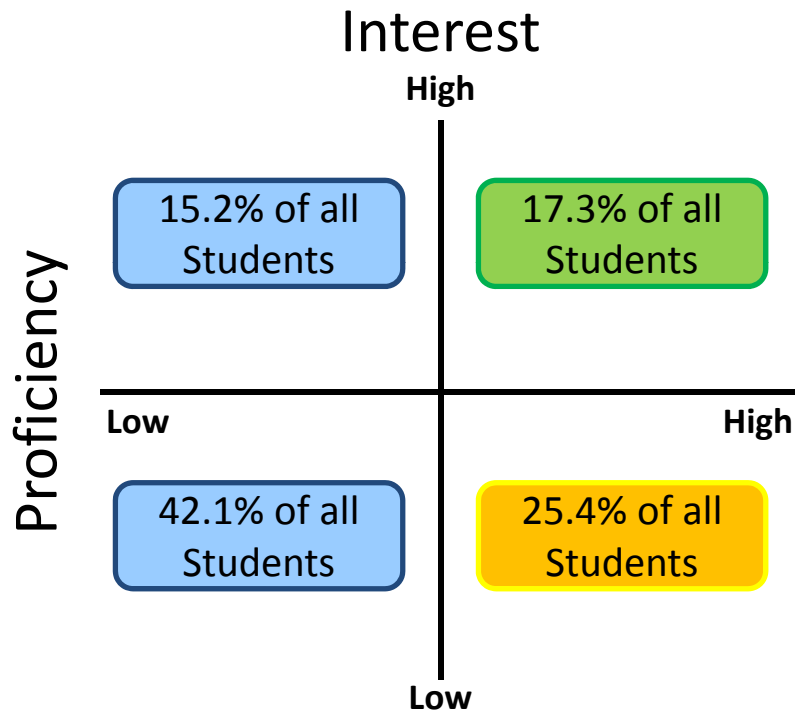 Interest
High
15.2% of all
Students
17.3% of all
Students
Proficiency
Low
High
42.1% of all
Students
25.4% of all
Students
Low